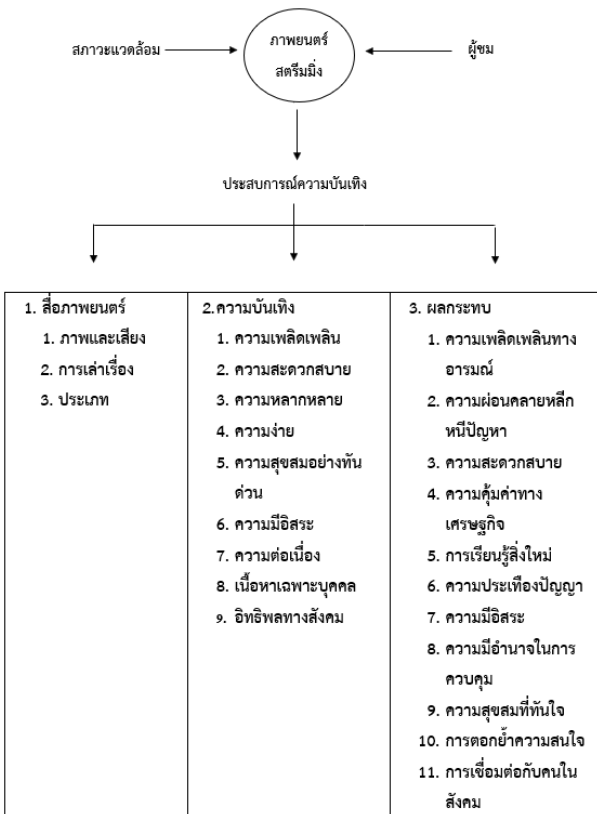 สภาวะแวดล้อม
ภาพยนตร์
สตรีมมิ่ง
ผู้ชม
ประสบการณ์ความบันเทิง
1. สื่อภาพยนตร์
1. ภาพและเสียง
2. การเล่าเรื่อง
3. ประเภท
2.ความบันเทิง
1. ความเพลิดเพลิน
2. ความสะดวกสบาย
3. ความหลากหลาย
4. ความง่าย
5. ความสุขสมอย่างทัน
ด่วน
6. ความมีอิสระ
7. ความต่อเนื่อง
8. เนื้อหาเฉพาะบุคคล
9. อิทธิพลทางสังคม
3. ผลกระทบ
1. ความเพลิดเพลินทาง
อารมณ์
2. ความผ่อนคลายหลีก
หนีปัญหา
3. ความสะดวกสบาย
4. ความคุ้มค่าทาง
เศรษฐกิจ
5. การเรียนรู้สิ่งใหม่
6. ความประเทืองปัญญา
7. ความมีอิสระ
8. ความมีอำนาจในการ
ควบคุม
9. ความสุขสมที่ทันใจ
10. การตอกย้ำความสนใจ
11. การเชื่อมต่อกับคนใน
สังคม